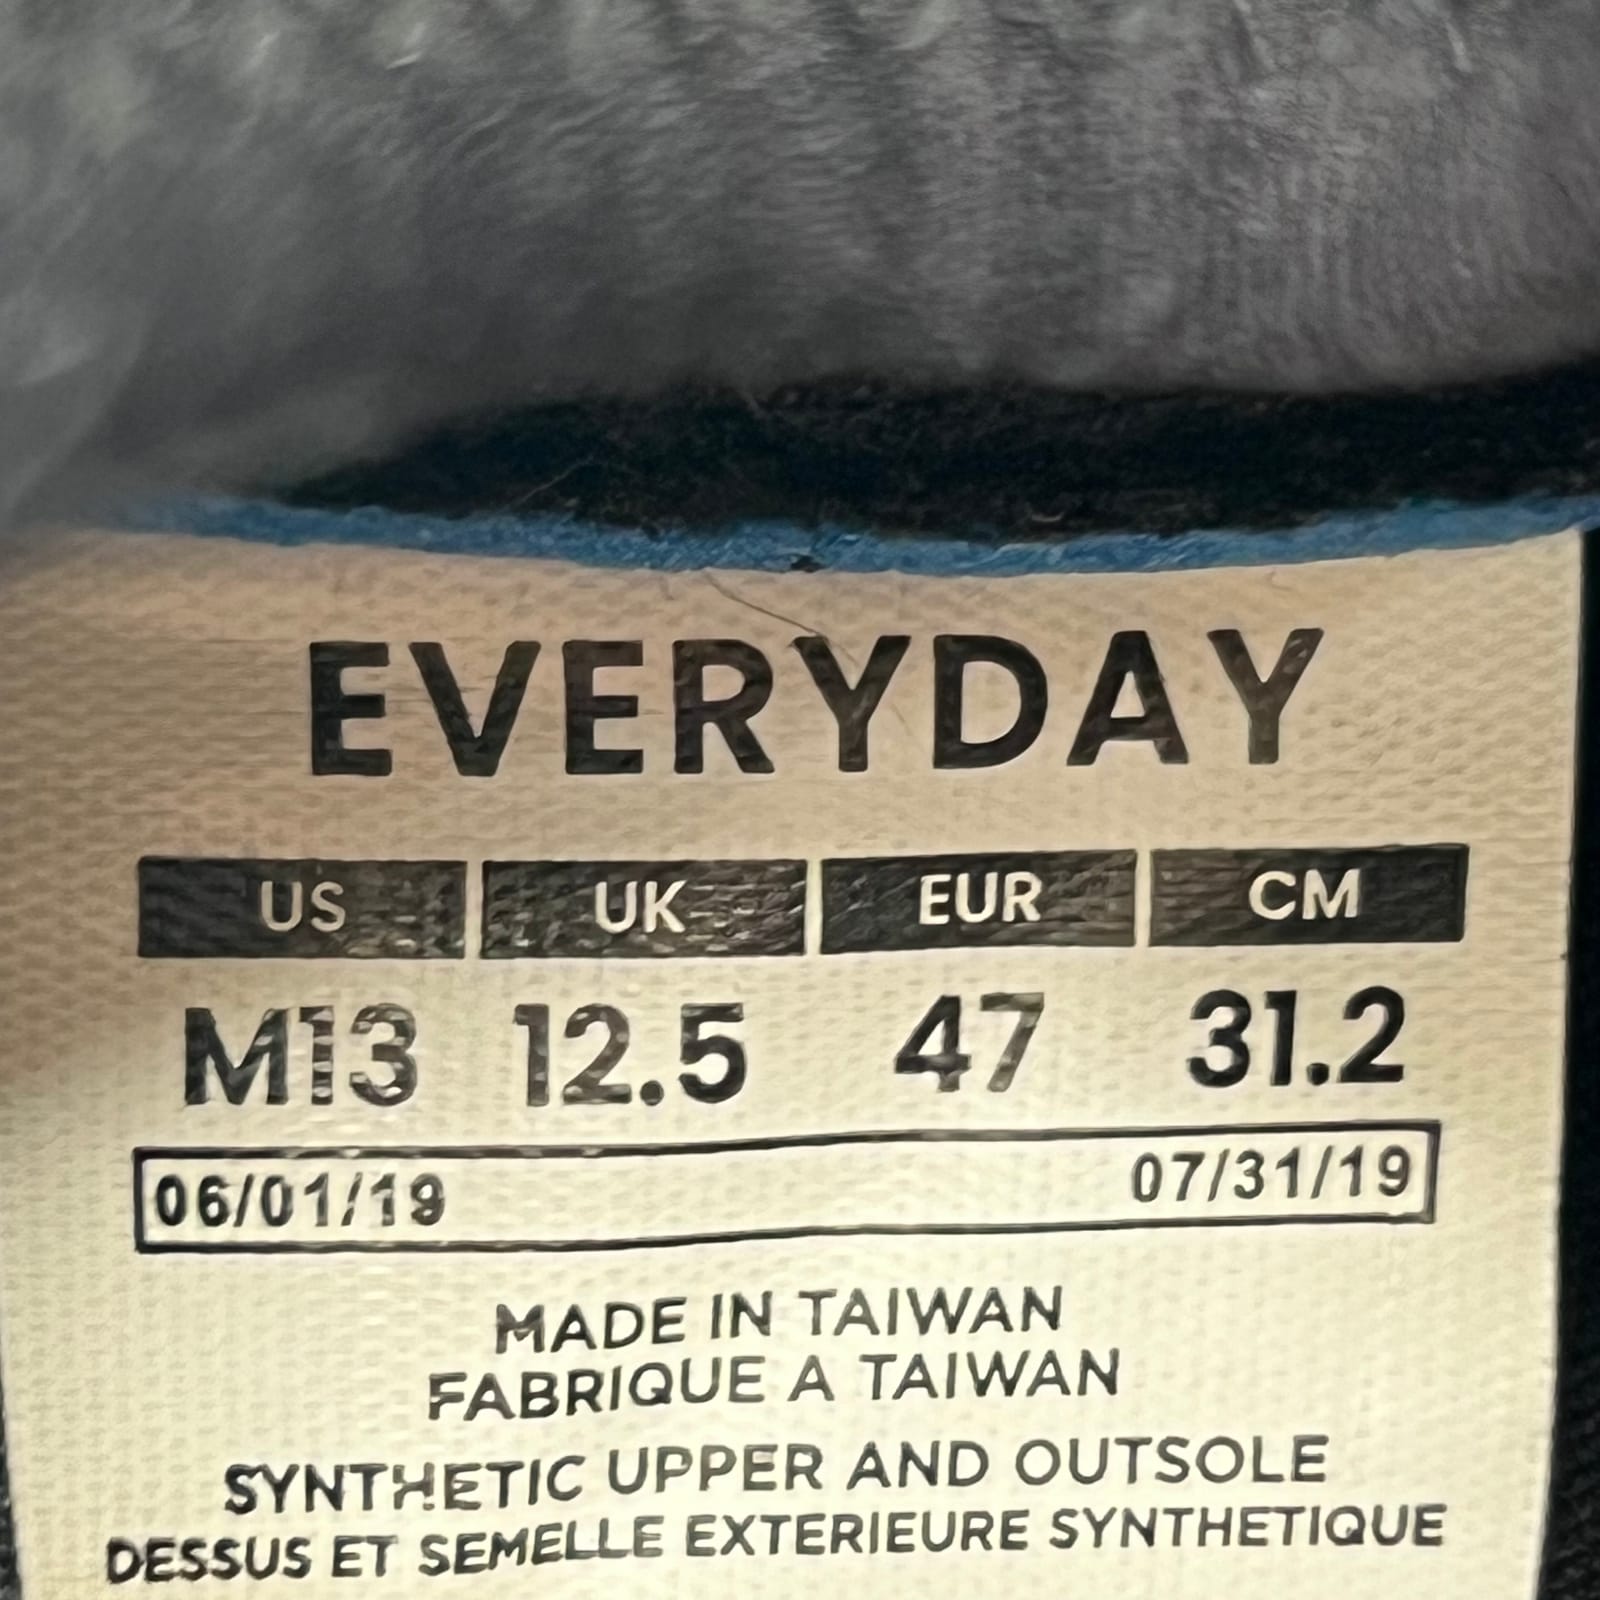 EVERYDAY
US UK EUR CM
M13 12.5 47 31.2
06/01/19 07/31/19
MADE IN TAIWAN
FABRIQUE A TAIWAN
SYNTHETIC UPPER AND OUTSOLE
DESSUS ET SEMELLE EXTERIEURE SYNTHETIQUE